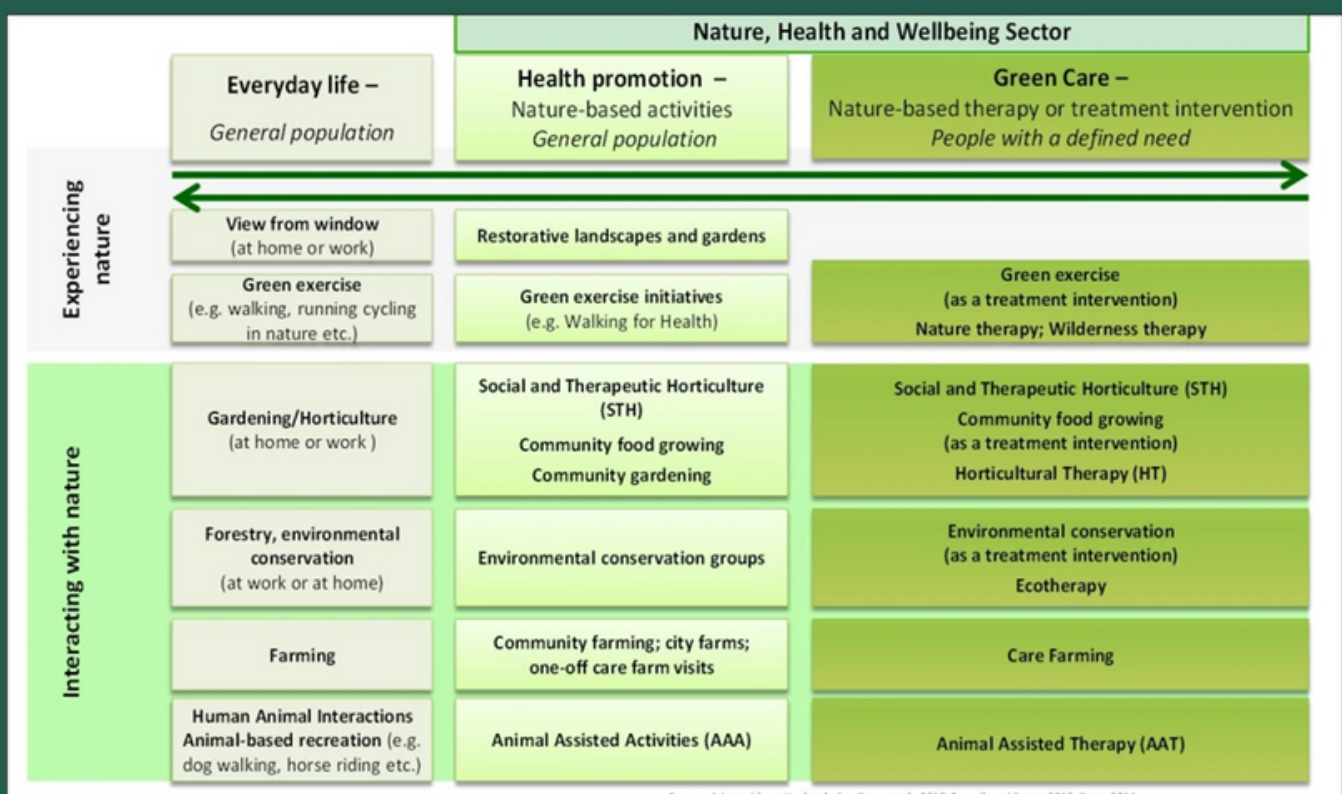 Nature, Health and Wellbeing Sector
Everyday life –
General population
Health promotion –
Nature-based activities
General population
Green Care –
Nature-based therapy or treatment intervention
People with a defined need
Experiencing
nature
View from window
(at home or work)
Restorative landscapes and gardens
Green exercise
(e.g. walking, running cycling
in nature etc.)
Green exercise initiatives
(e.g. Walking for Health)
Green exercise
(as a treatment intervention)
Nature therapy; Wilderness therapy
Interacting with nature
Gardening/Horticulture
(at home or work )
Social and Therapeutic Horticulture
(STH)
Community food growing
Community gardening
Social and Therapeutic Horticulture (STH)
Community food growing
(as a treatment intervention)
Horticultural Therapy (HT)
Forestry, environmental
conservation
(at work or at home)
Environmental conservation groups
Environmental conservation
(as a treatment intervention)
Ecotherapy
Farming
Community farming; city farms;
one-off care farm visits
Care Farming
Human Animal Interactions
Animal-based recreation (e.g.
dog walking, horse riding etc.)
Animal Assisted Activities (AAA)
Animal Assisted Therapy (AAT)